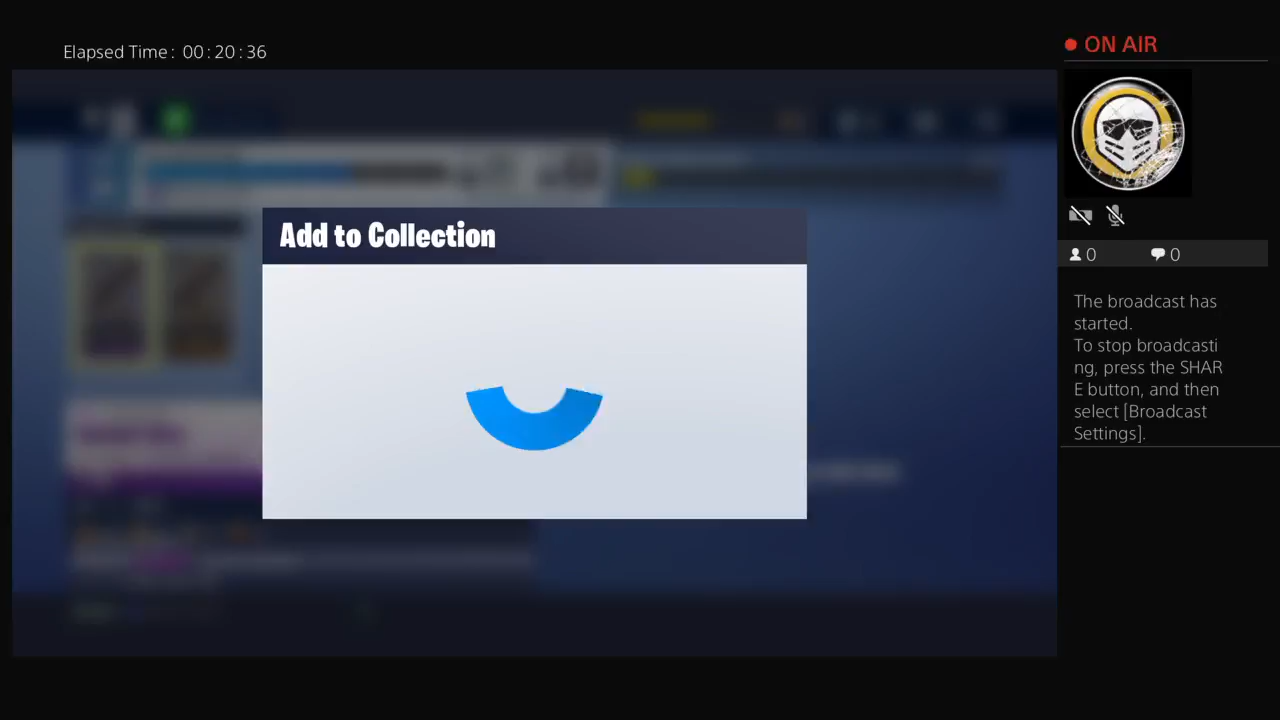 Elapsed Time: 00:20:36
ON AIR
Add to Collection
0 0
The broadcast has
started.
To stop broadcasti
ng, press the SHAR
E button, and then
select [Broadcast
Settings].